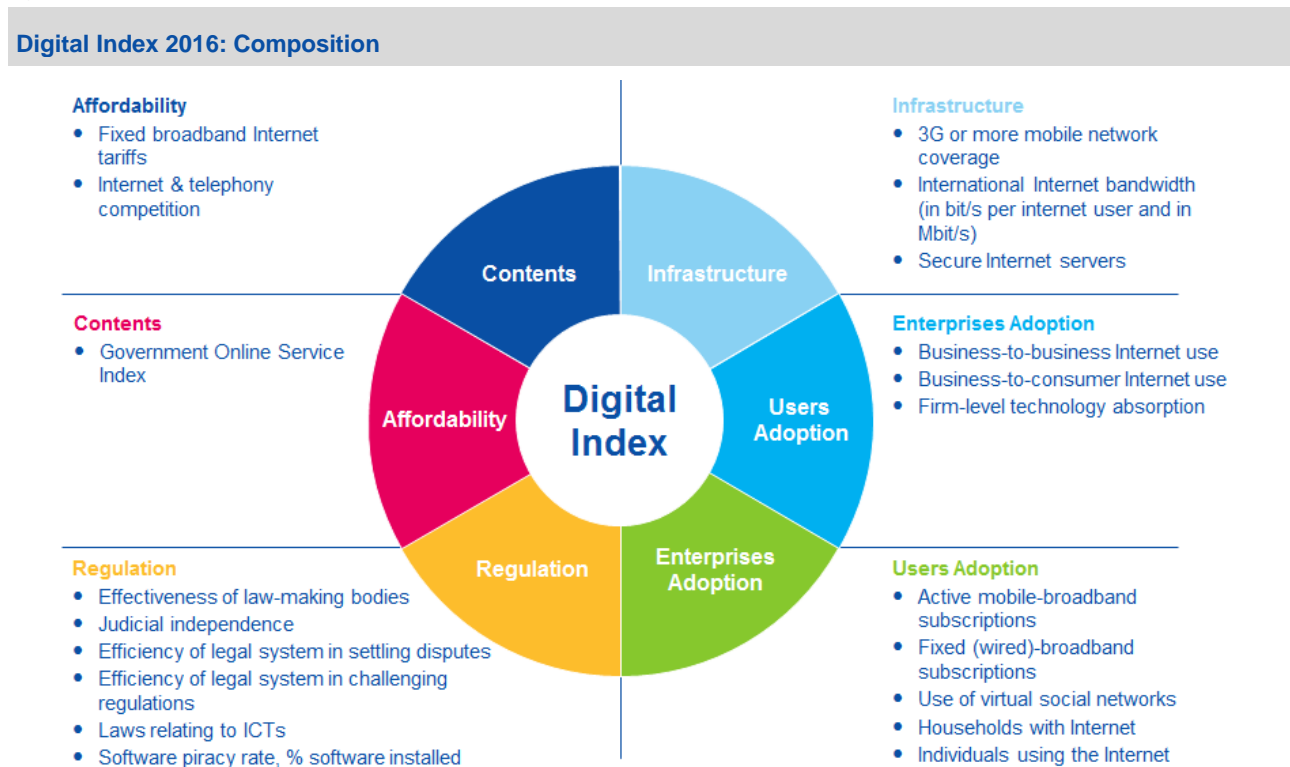 Digital Index 2016: Composition
Affordability
• Fixed broadband Internet
tariffs
• Internet & telephony
competition
Infrastructure
• 3G or more mobile network
coverage
• International Internet bandwidth
(in bit/s per internet user and in
Mbit/s)
• Secure Internet servers
Contents
Infrastructure
Contents
• Government Online Service
Index
Enterprises Adoption
• Business-to-business Internet use
• Business-to-consumer Internet use
• Firm-level technology absorption
Affordability
Digital
Index
Users
Adoption
Regulation
Enterprises
Adoption
Regulation
• Effectiveness of law-making bodies
• Judicial independence
• Efficiency of legal system in settling disputes
• Efficiency of legal system in challenging
regulations
• Laws relating to ICTs
• Software piracy rate, % software installed
Users Adoption
• Active mobile-broadband
subscriptions
• Fixed (wired)-broadband
subscriptions
• Use of virtual social networks
• Households with Internet
• Individuals using the Internet